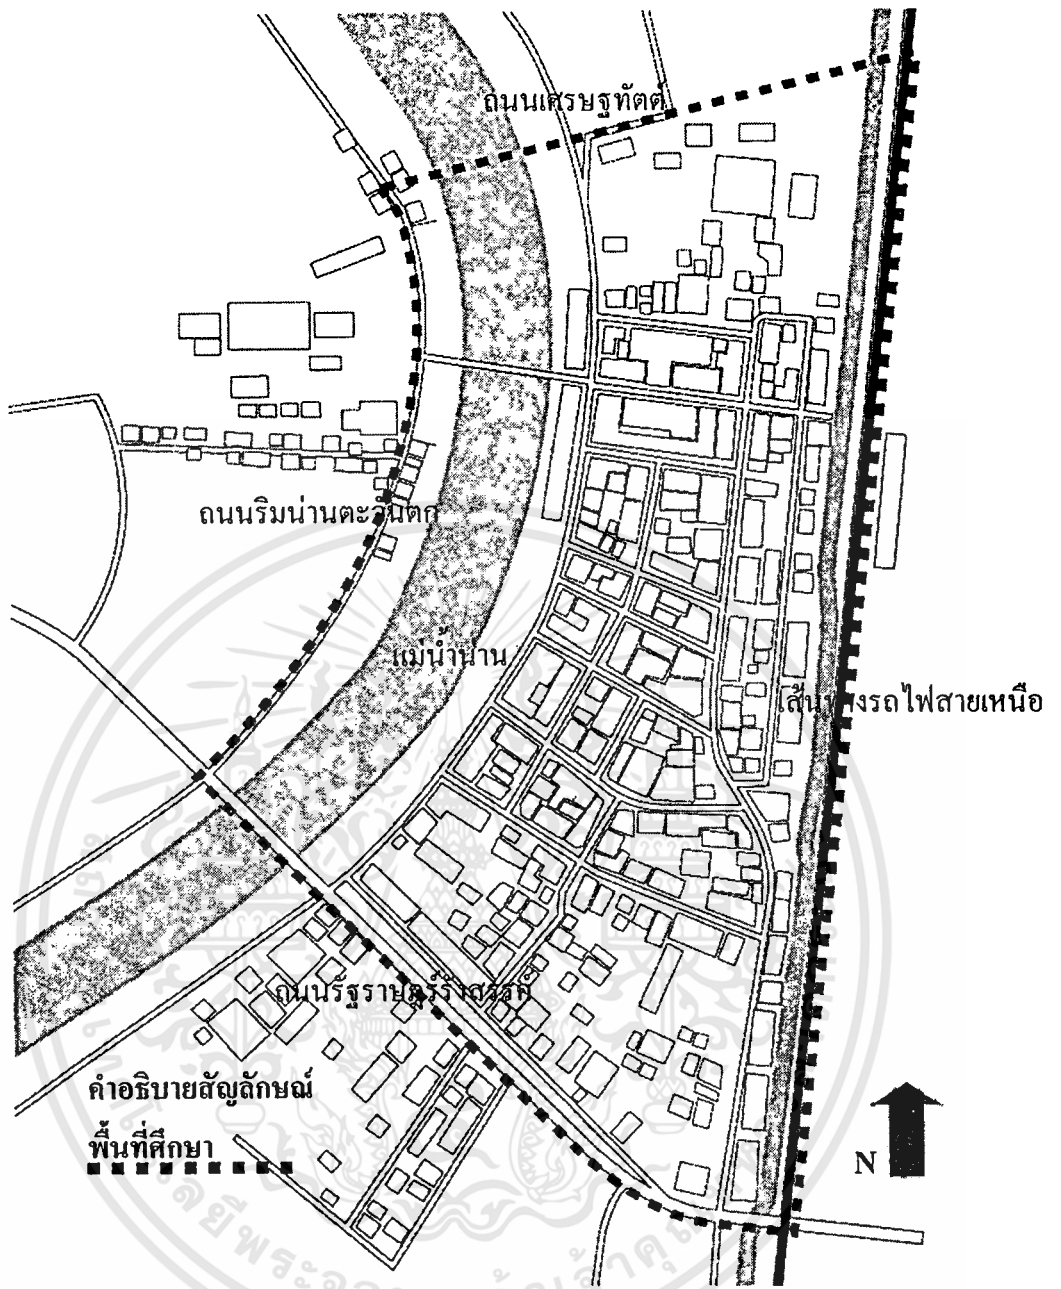 ถนนเศรษฐทัตต์
ถนนริมน่านตะวันตก
แม่น้ำน่าน
เส้นทางรถไฟสายเหนือ
ถนนรัฐราษฎร์รังสรรค์
คำอธิบายสัญลักษณ์
พื้นที่ศึกษา
N